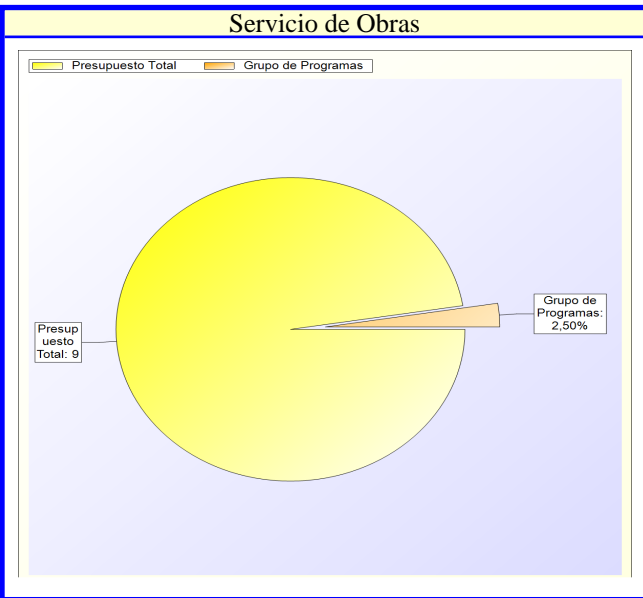 Servicio de Obras
Presupuesto Total
Grupo de Programas
Grupo de
Programas:
2,50%
Presup
uesto
Total: 9